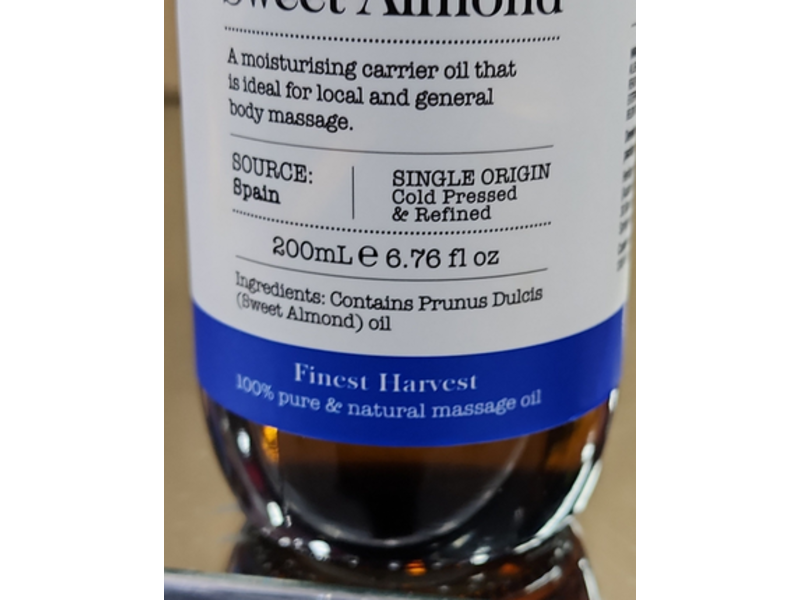 Sweet Almond
A moisturising carrier oil that
is ideal for local and general
body massage.
SOURCE:
Spain
SINGLE ORIGIN
Cold Pressed
& Refined
200mL ℮ 6.76 fl oz
Ingredients: Contains Prunus Dulcis
(Sweet Almond) oil
Finest Harvest
100% pure & natural massage oil